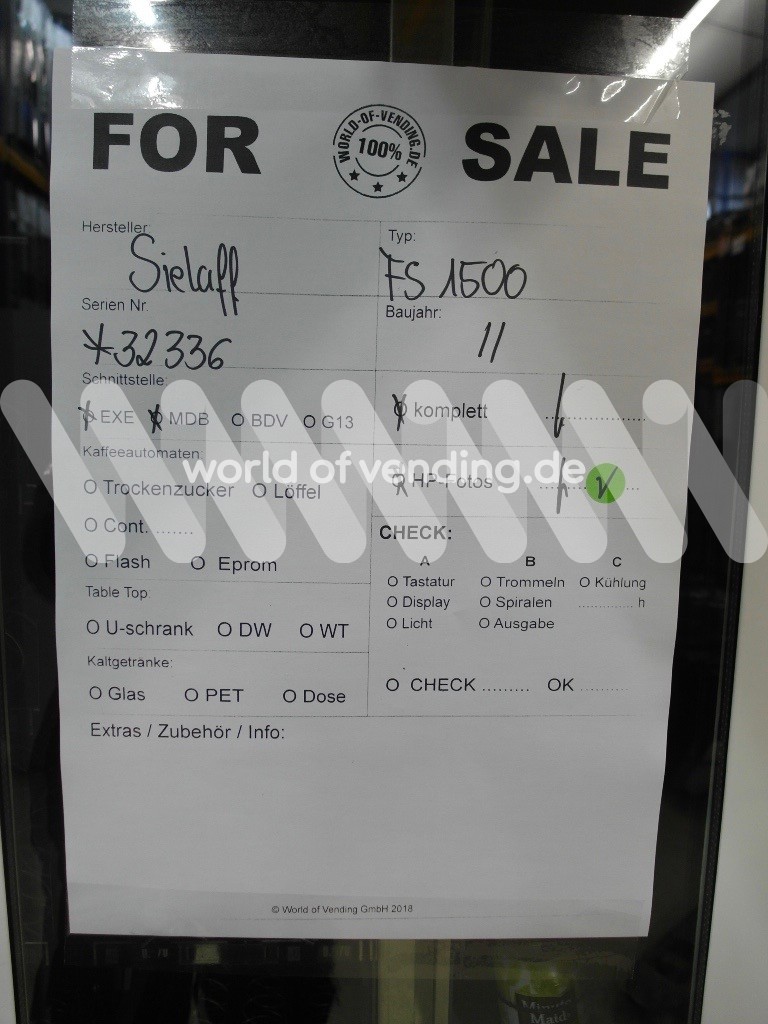 FOR
WORLD-OF-VENDING.DE
100%
SALE
Hersteller:
Sielaff
Typ:
FS 1500
Serien Nr.
*32336
Baujahr:
11
Schnittstelle:
EXE MDB O BDV O G13
komplett
Kaffeeautomaten
O Trockenzucker O Löffel
HP-Fotos
world of vending.de
O Cont. .......
O Flash O Eprom
CHECK:
A B C
O Tastatur O Trommeln O Kühlung
O Display O Spiralen .............. h
O Licht O Ausgabe
Table Top:
O U-schrank O DW O WT
Kaltgetränke:
O Glas O PET O Dose
O CHECK ......... OK .........
Extras / Zubehör / Info:
© World of Vending GmbH 2018